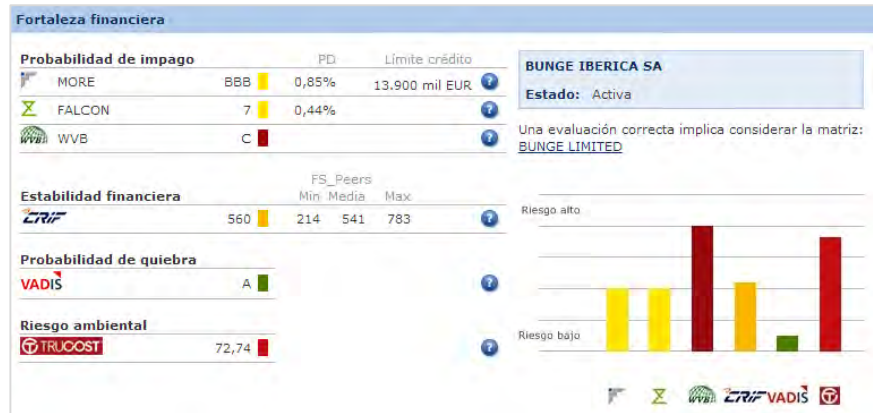 Fortaleza financiera
Probabilidad de impago PD Límite crédito
MORE BBB 0,85% 13.900 mil EUR ?
FALCON 7 0,44% ?
WVB WVB C ?
FS_Peers
Estabilidad financiera Min Media Max
CRIF 560 214 541 783 ?
Probabilidad de quiebra
VADIS A ?
Riesgo ambiental
TRUCOST 72,74 ?
BUNGE IBERICA SA
Estado: Activa
Una evaluación correcta implica considerar la matriz:
BUNGE LIMITED
Riesgo alto
Riesgo bajo
WVB CRIF VADIS